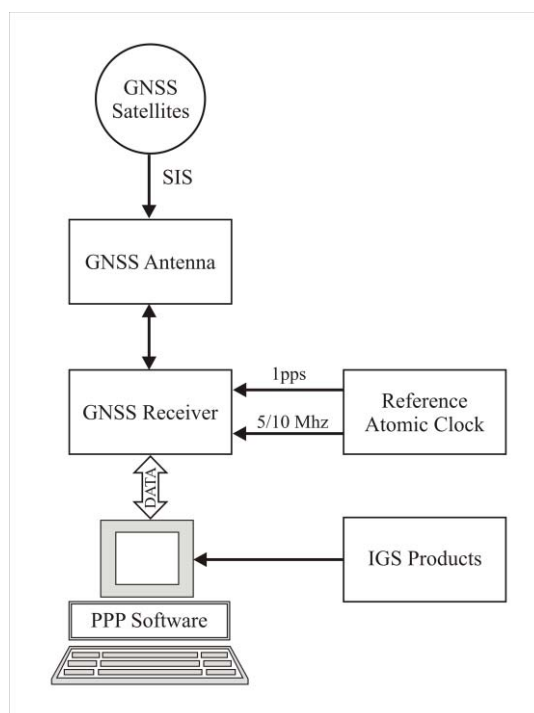 GNSS
Satellites
SIS
GNSS Antenna
1pps
GNSS Receiver
5/10 Mhz
Reference
Atomic Clock
DATA
IGS Products
PPP Software